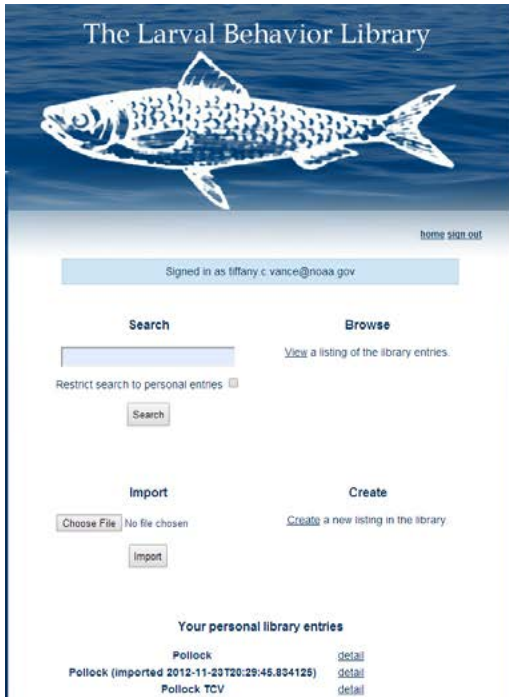 The Larval Behavior Library
home sign out
Signed in as tiffany.c.vance@noaa.gov
Search
Browse
View a listing of the library entries.
Restrict search to personal entries
Search
Import
Create
Choose File No file chosen
Create a new listing in the library
Import
Your personal library entries
Pollock detail
Pollock (imported 2012-11-23T20:29:45.834125) detail
Pollock TCV detail